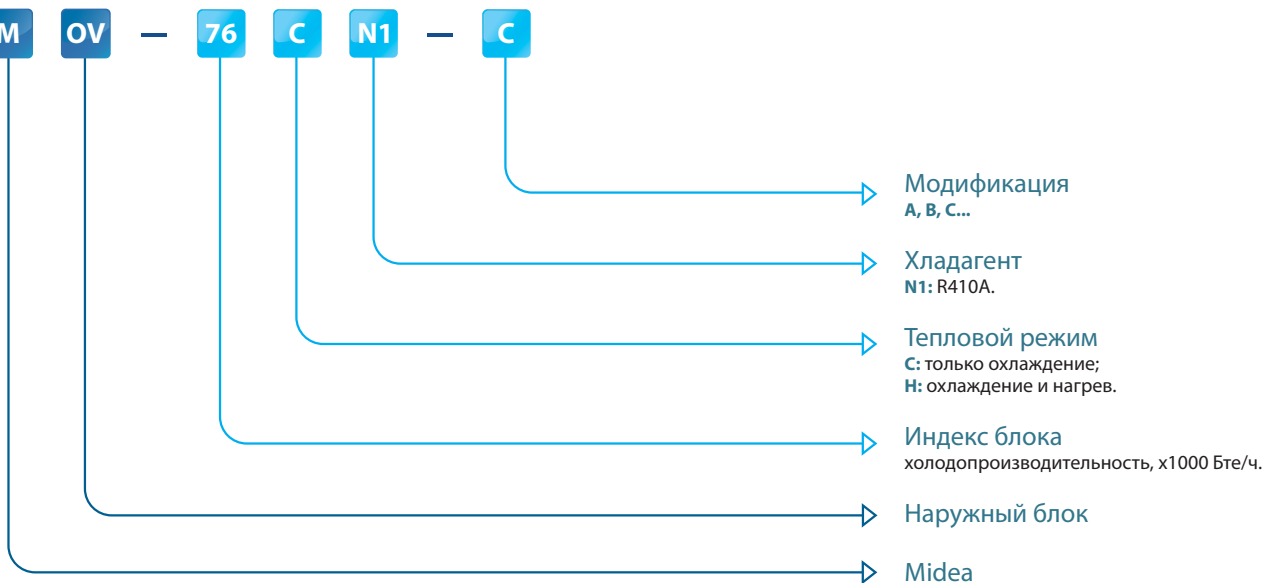 M OV – 76 C N1 – C
Модификация
A, B, C...
Хладагент
N1: R410A.
Тепловой режим
C: только охлаждение;
H: охлаждение и нагрев.
Индекс блока
холодопроизводительность, x1000 Бте/ч.
Наружный блок
Midea